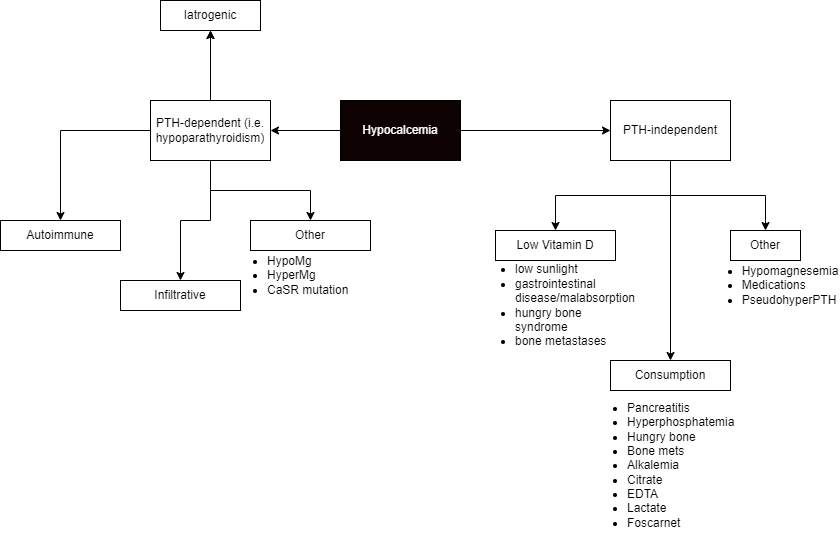 Iatrogenic
PTH-dependent (i.e.
hypoparathyroidism)
Hypocalcemia
PTH-independent
Autoimmune
Other
HypoMg
HyperMg
CaSR mutation
Infiltrative
Low Vitamin D
low sunlight
gastrointestinal
disease/malabsorption
hungry bone
syndrome
bone metastases
Other
Hypomagnesemia
Medications
PseudohyperPTH
Consumption
Pancreatitis
Hyperphosphatemia
Hungry bone
Bone mets
Alkalemia
Citrate
EDTA
Lactate
Foscarnet